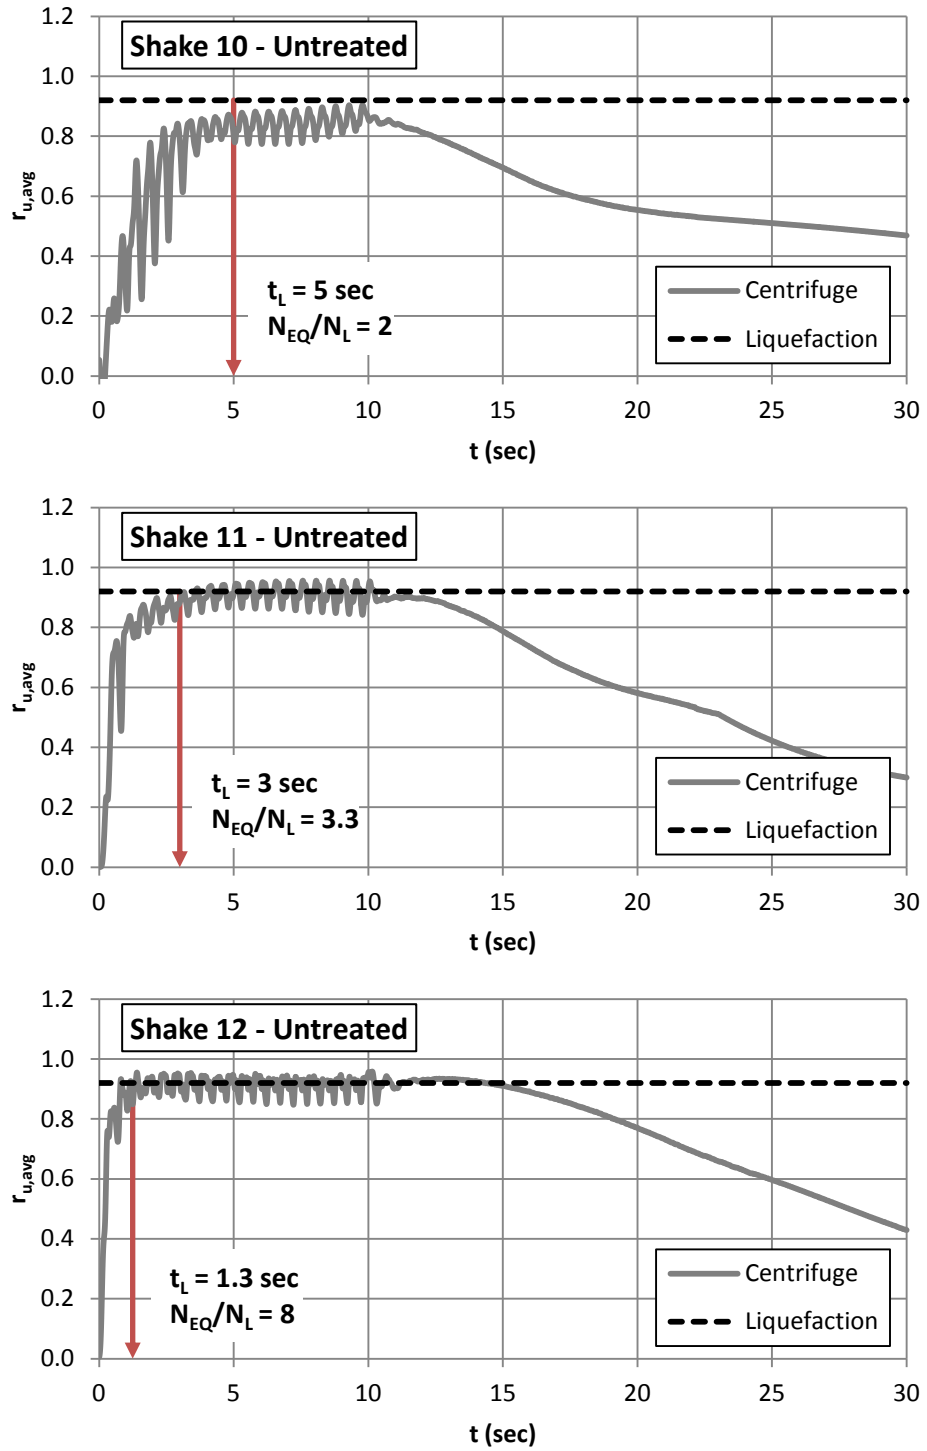 Shake 10 - Untreated
1.2
1.0
0.8
0.6
0.4
0.2
0.0
r_u,avg
t_L = 5 sec
N_EQ/N_L = 2
Centrifuge
Liquefaction
0 5 10 15 20 25 30
t (sec)
Shake 11 - Untreated
1.2
1.0
0.8
0.6
0.4
0.2
0.0
r_u,avg
t_L = 3 sec
N_EQ/N_L = 3.3
Centrifuge
Liquefaction
0 5 10 15 20 25 30
t (sec)
Shake 12 - Untreated
1.2
1.0
0.8
0.6
0.4
0.2
0.0
r_u,avg
t_L = 1.3 sec
N_EQ/N_L = 8
Centrifuge
Liquefaction
0 5 10 15 20 25 30
t (sec)